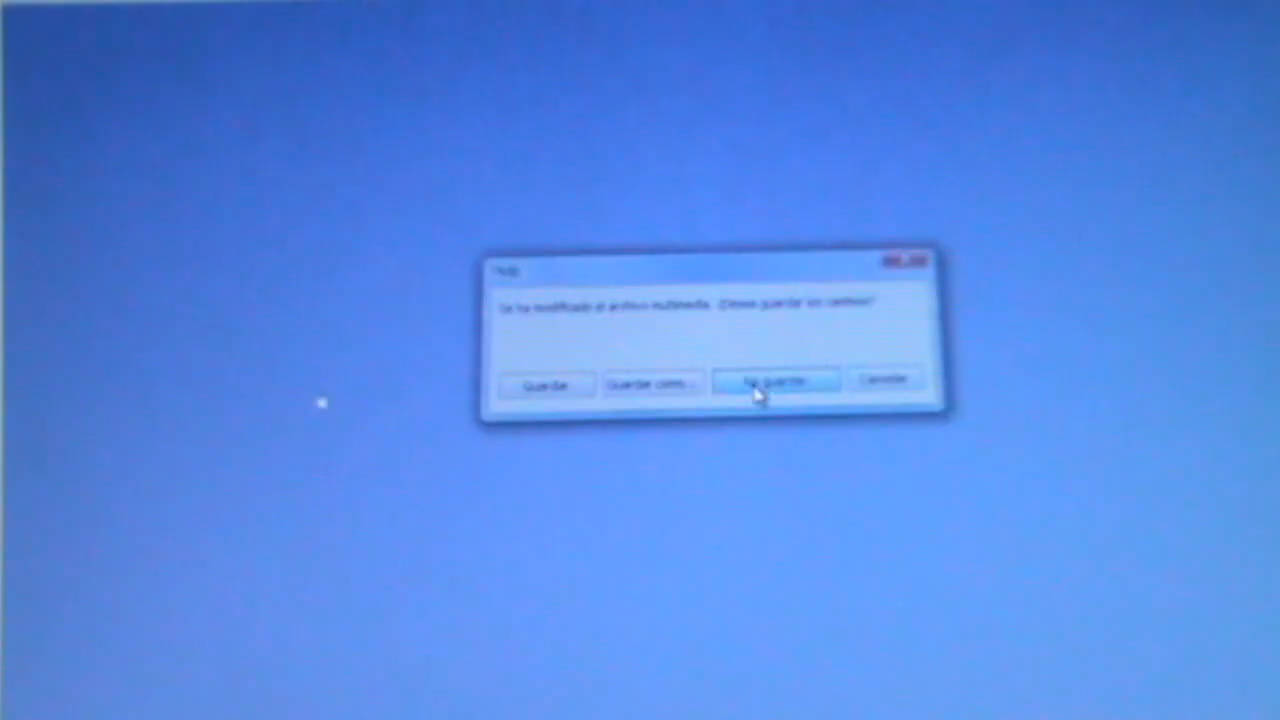 Se ha modificado el archivo multimedia. ¿Desea guardar los cambios?
Guardar Guardar como... No guardar Cancelar